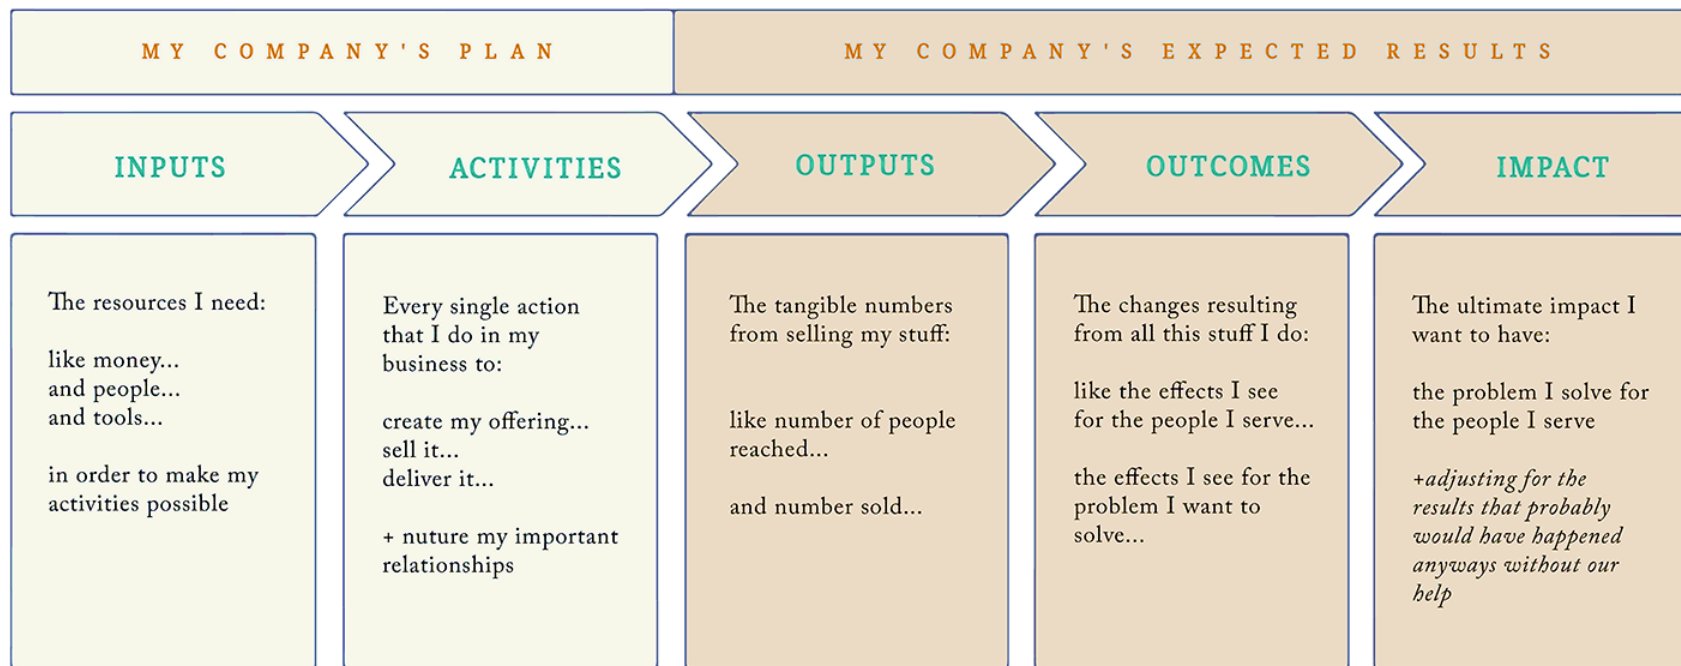 MY COMPANY'S PLAN
MY COMPANY'S EXPECTED RESULTS
INPUTS
ACTIVITIES
OUTPUTS
OUTCOMES
IMPACT
The resources I need:
like money...
and people...
and tools...
in order to make my
activities possible
Every single action
that I do in my
business to:
create my offering...
sell it...
deliver it...
+ nuture my important
relationships
The tangible numbers
from selling my stuff:
like number of people
reached...
and number sold...
The changes resulting
from all this stuff I do:
like the effects I see
for the people I serve...
the effects I see for the
problem I want to
solve...
The ultimate impact I
want to have:
the problem I solve for
the people I serve
+adjusting for the
results that probably
would have happened
anyways without our
help